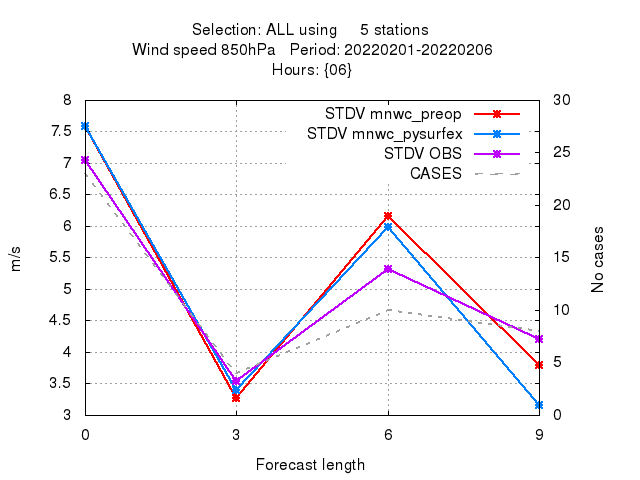 Selection: ALL using 5 stations
Wind speed 850hPa Period: 20220201-20220206
Hours: {06}
STDV mnwc_preop
STDV mnwc_pysurfex
STDV OBS
CASES
8
7.5
7
6.5
6
5.5
5
4.5
4
3.5
3
m/s
30
25
20
15
10
5
0
No cases
0 3 6 9
Forecast length